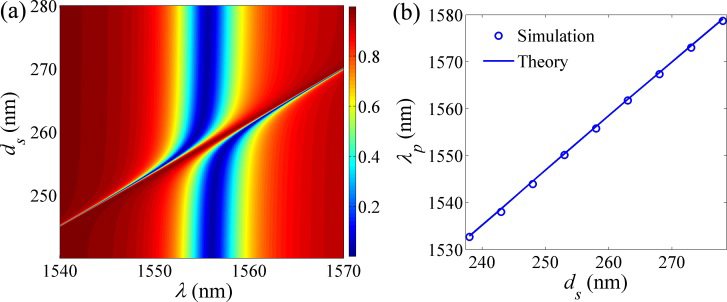 (a)
280
270
260
250
d_s (nm)
1540 1550 1560 1570
λ (nm)
0.8
0.6
0.4
0.2
(b)
Simulation
Theory
1580
1570
1560
1550
1540
1530
λ_p (nm)
240 250 260 270
d_s (nm)